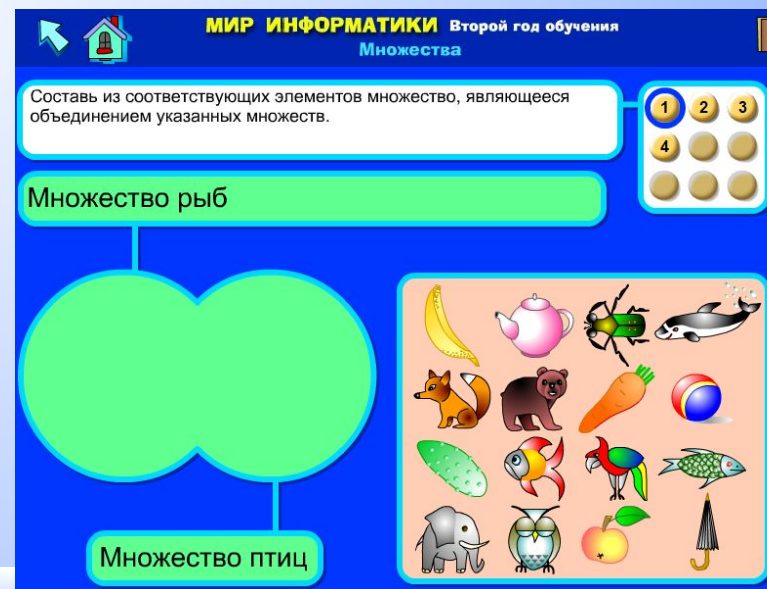 МИР ИНФОРМАТИКИ Второй год обучения
Множества
Составь из соответствующих элементов множество, являющееся
объединением указанных множеств.
1 2 3
4
Множество рыб
Множество птиц